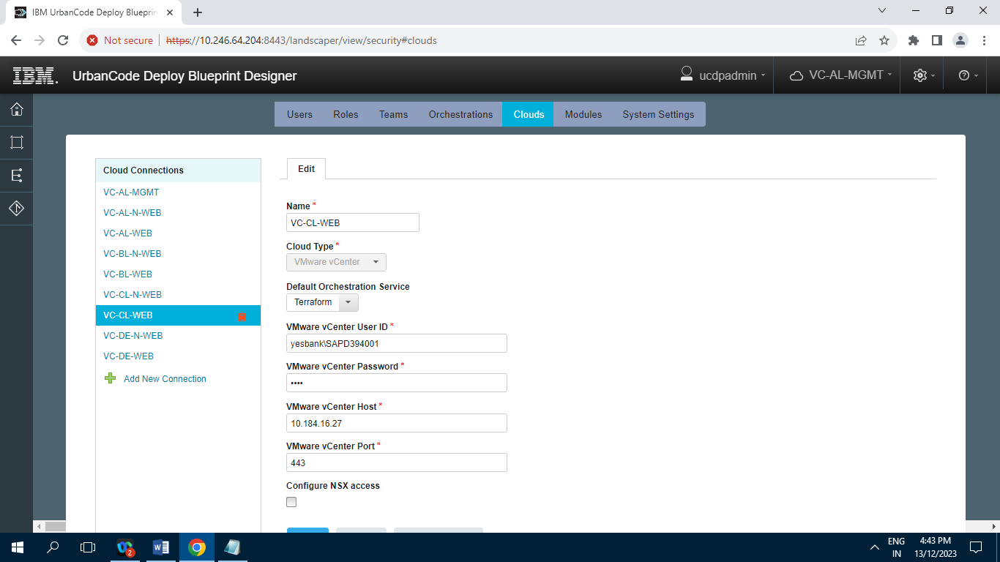 IBM UrbanCode Deploy Blueprin
Not secure
https://10.246.64.204:8443/landscaper/view/security#clouds
IBM. UrbanCode Deploy Blueprint Designer
ucdpadmin
VC-AL-MGMT
Users Roles Teams Orchestrations Clouds Modules System Settings
Cloud Connections
VC-AL-MGMT
VC-AL-N-WEB
VC-AL-WEB
VC-BL-N-WEB
VC-BL-WEB
VC-CL-N-WEB
VC-CL-WEB
VC-DE-N-WEB
VC-DE-WEB
Add New Connection
Edit
Name *
VC-CL-WEB
Cloud Type *
VMware vCenter
Default Orchestration Service
Terraform
VMware vCenter User ID *
yesbank\SAPD394001
VMware vCenter Password *
••••
VMware vCenter Host *
10.184.16.27
VMware vCenter Port *
443
Configure NSX access
2
ENG
IN
4:43 PM
13/12/2023